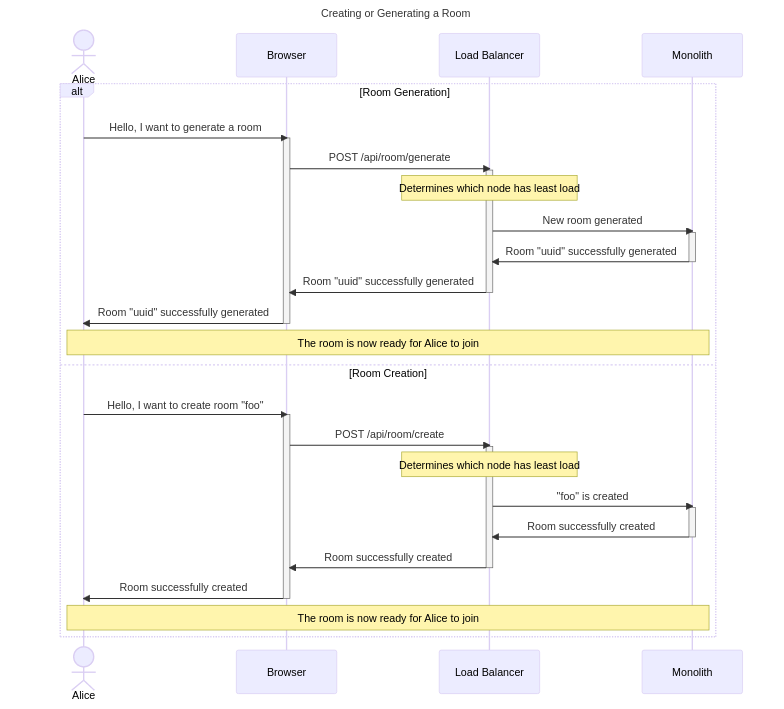 Creating or Generating a Room
Alice
Browser
Load Balancer
Monolith
alt
[Room Generation]
Hello, I want to generate a room
POST /api/room/generate
Determines which node has least load
New room generated
Room "uuid" successfully generated
Room "uuid" successfully generated
Room "uuid" successfully generated
The room is now ready for Alice to join
[Room Creation]
Hello, I want to create room "foo"
POST /api/room/create
Determines which node has least load
"foo" is created
Room successfully created
Room successfully created
Room successfully created
The room is now ready for Alice to join
Alice
Browser
Load Balancer
Monolith